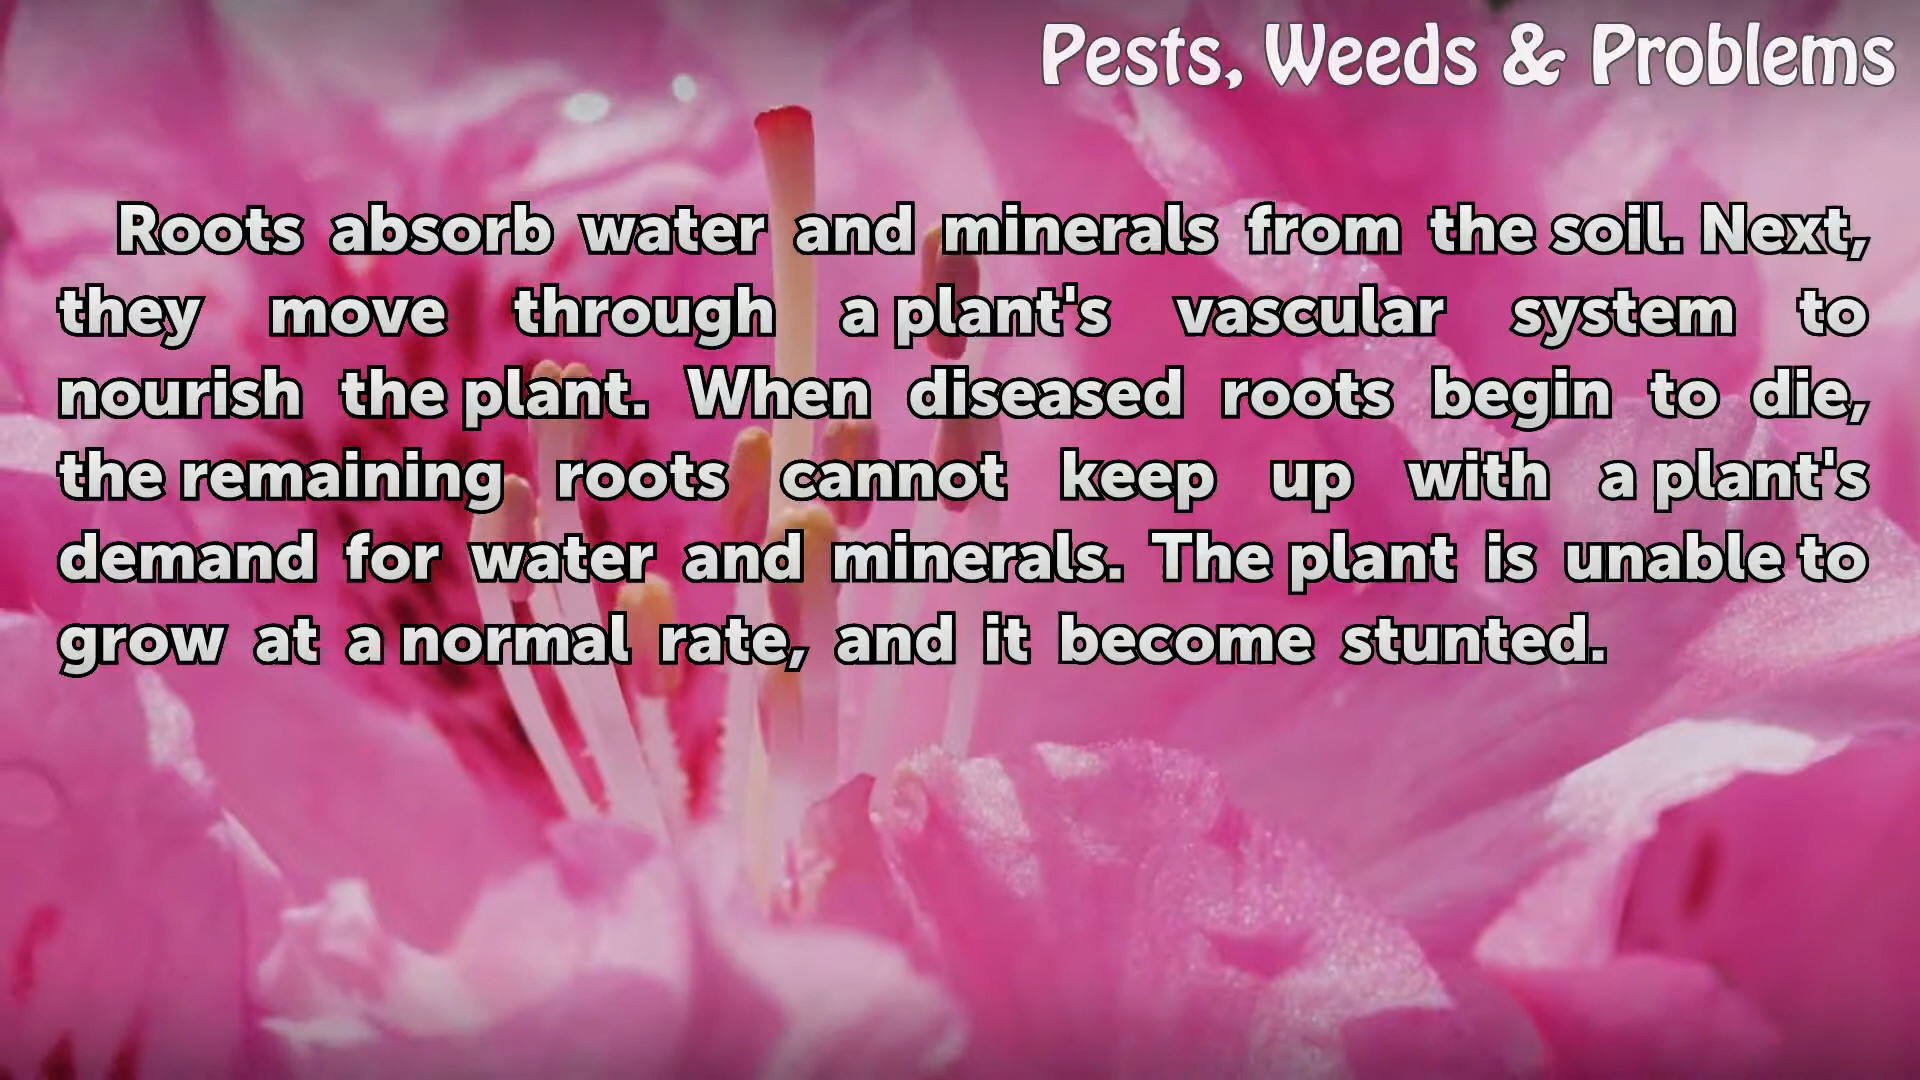 Pests, Weeds & Problems
Roots absorb water and minerals from the soil. Next,
they move through a plant's vascular system to
nourish the plant. When diseased roots begin to die,
the remaining roots cannot keep up with a plant's
demand for water and minerals. The plant is unable to
grow at a normal rate, and it become stunted.